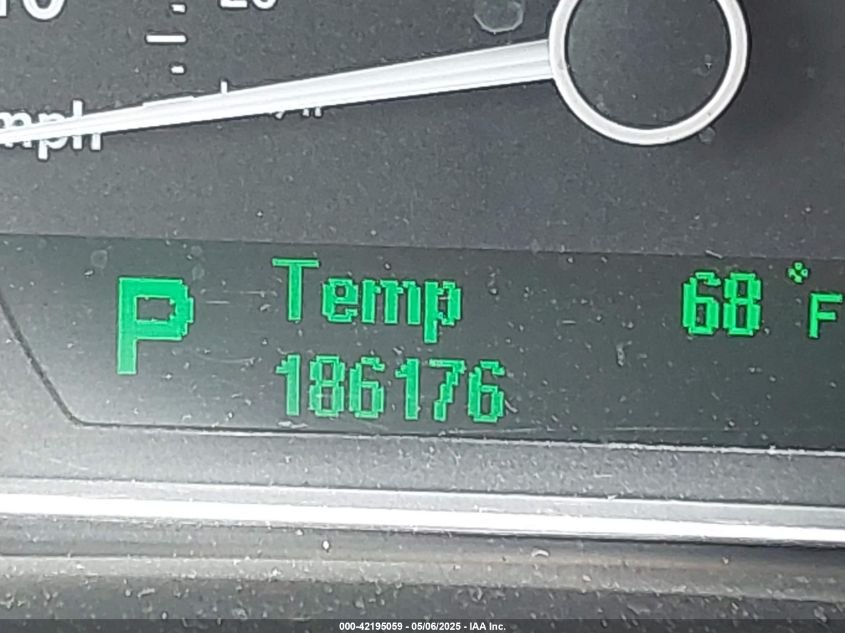 mph
P
Temp 68 °F
186176
000-42195059 - 05/06/2025 - IAA Inc.